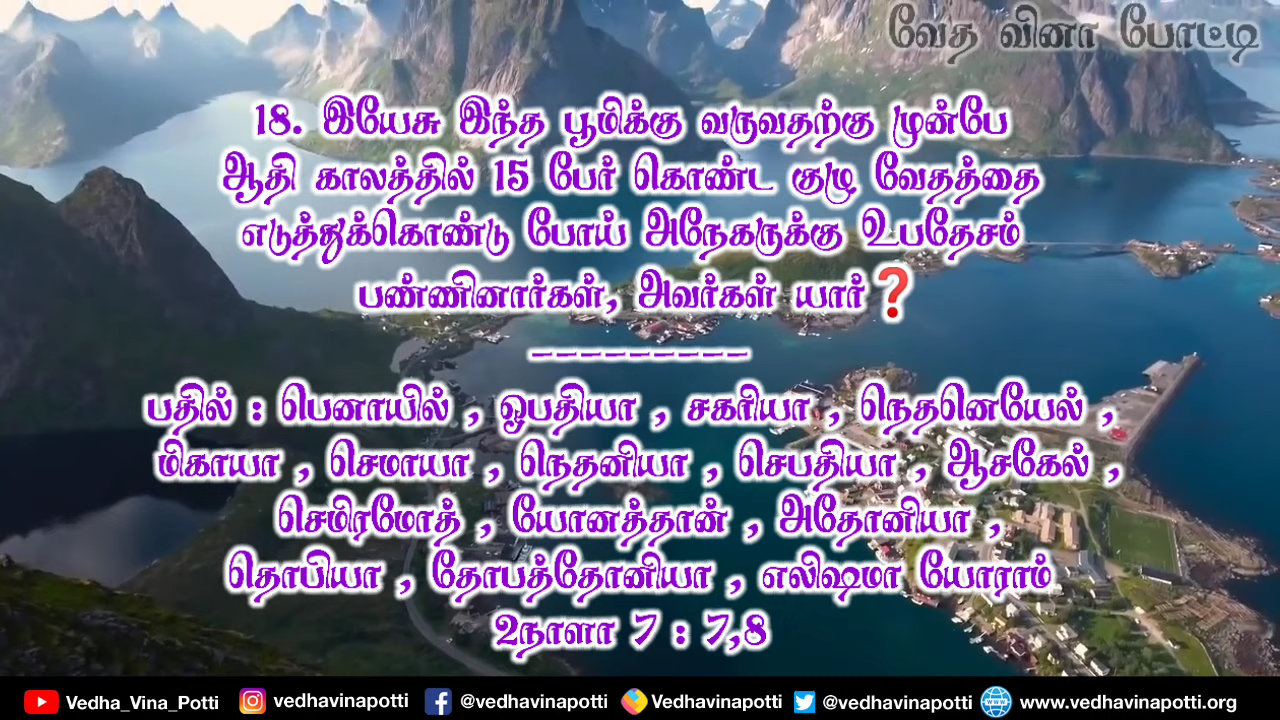 வேத வினா போட்டி
18. இயேசு இந்த பூமிக்கு வருவதற்கு முன்பே
ஆதி காலத்தில் 15 பேர் கொண்ட குழு வேதத்தை
எடுத்துக்கொண்டு போய் அநேகருக்கு உபதேசம்
பண்ணினார்கள், அவர்கள் யார்❓
---------
பதில் : பெனாயில் , ஓபதியா , சகரியா , நெதனெயேல் ,
மிகாயா , செமாயா , நெதனியா , செபதியா , ஆசகேல் ,
செமிரமோத் , யோனத்தான் , அதோனியா ,
தொபியா , தோபத்தோனியா , எலிஷமா யோராம்
2நாளா 7 : 7,8
Vedha_Vina_Potti vedhavinapotti @vedhavinapotti Vedhavinapotti @vedhavinapotti www.vedhavinapotti.org